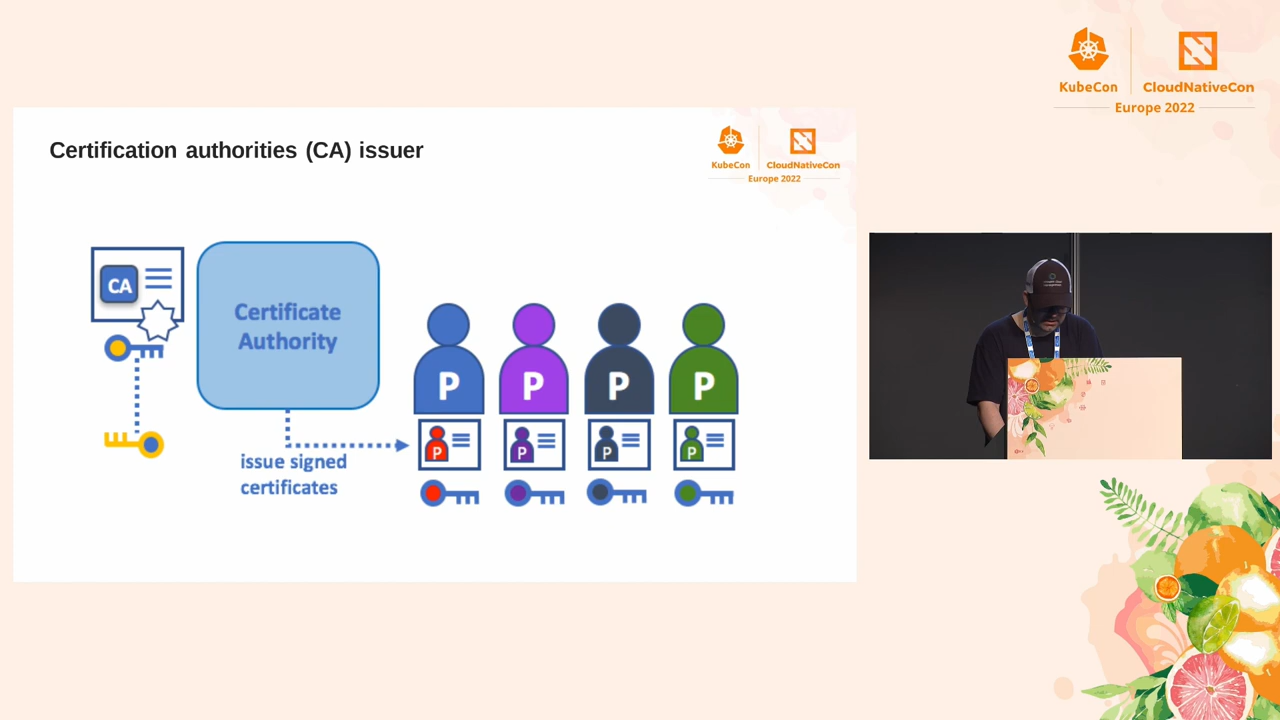 KubeCon
CloudNativeCon
Europe 2022
Certification authorities (CA) issuer
KubeCon
CloudNativeCon
Europe 2022
CA
Certificate
Authority
P
P
P
P
P
P
P
P
issue signed
certificates